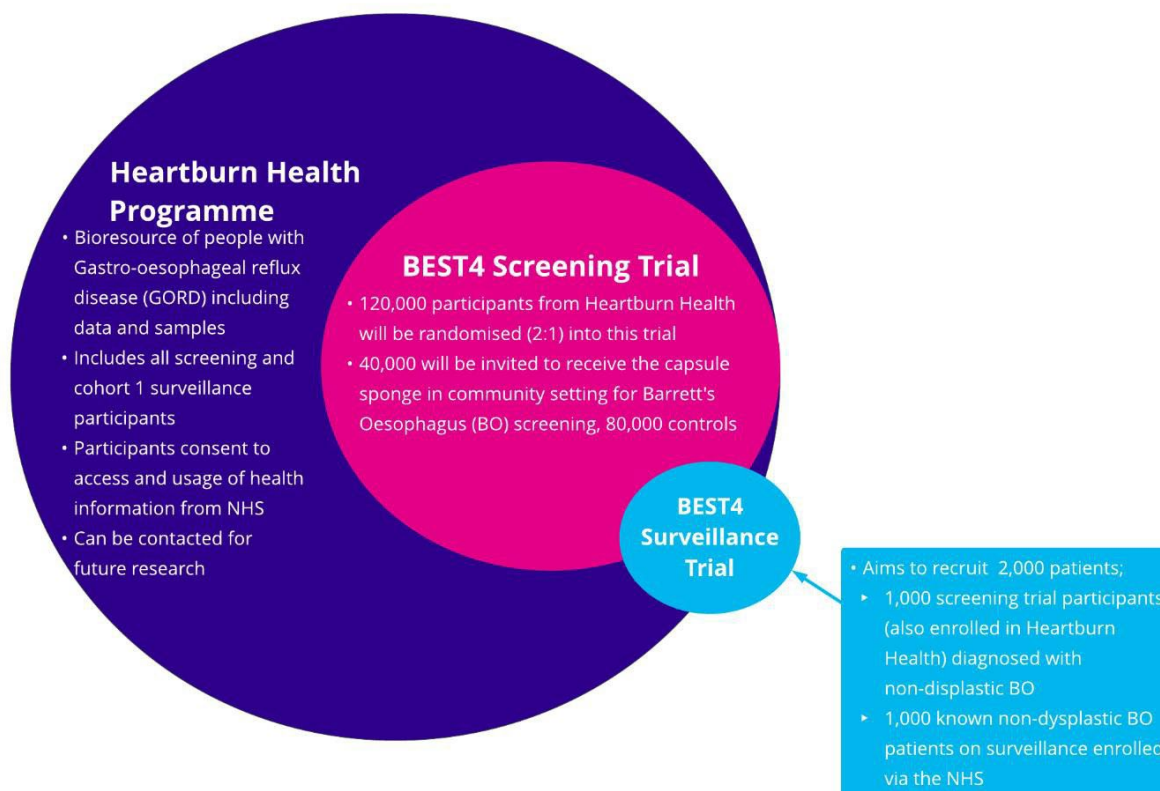 Heartburn Health
Programme
• Bioresource of people with
Gastro-oesophageal reflux
disease (GORD) including
data and samples
• Includes all screening and
cohort 1 surveillance
participants
• Participants consent to
access and usage of health
information from NHS
• Can be contacted for
future research
BEST4 Screening Trial
• 120,000 participants from Heartburn Health
will be randomised (2:1) into this trial
• 40,000 will be invited to receive the capsule
sponge in community setting for Barrett's
Oesophagus (BO) screening, 80,000 controls
BEST4
Surveillance
Trial
• Aims to recruit 2,000 patients;
‣ 1,000 screening trial participants
(also enrolled in Heartburn
Health) diagnosed with
non-displastic BO
‣ 1,000 known non-dysplastic BO
patients on surveillance enrolled
via the NHS